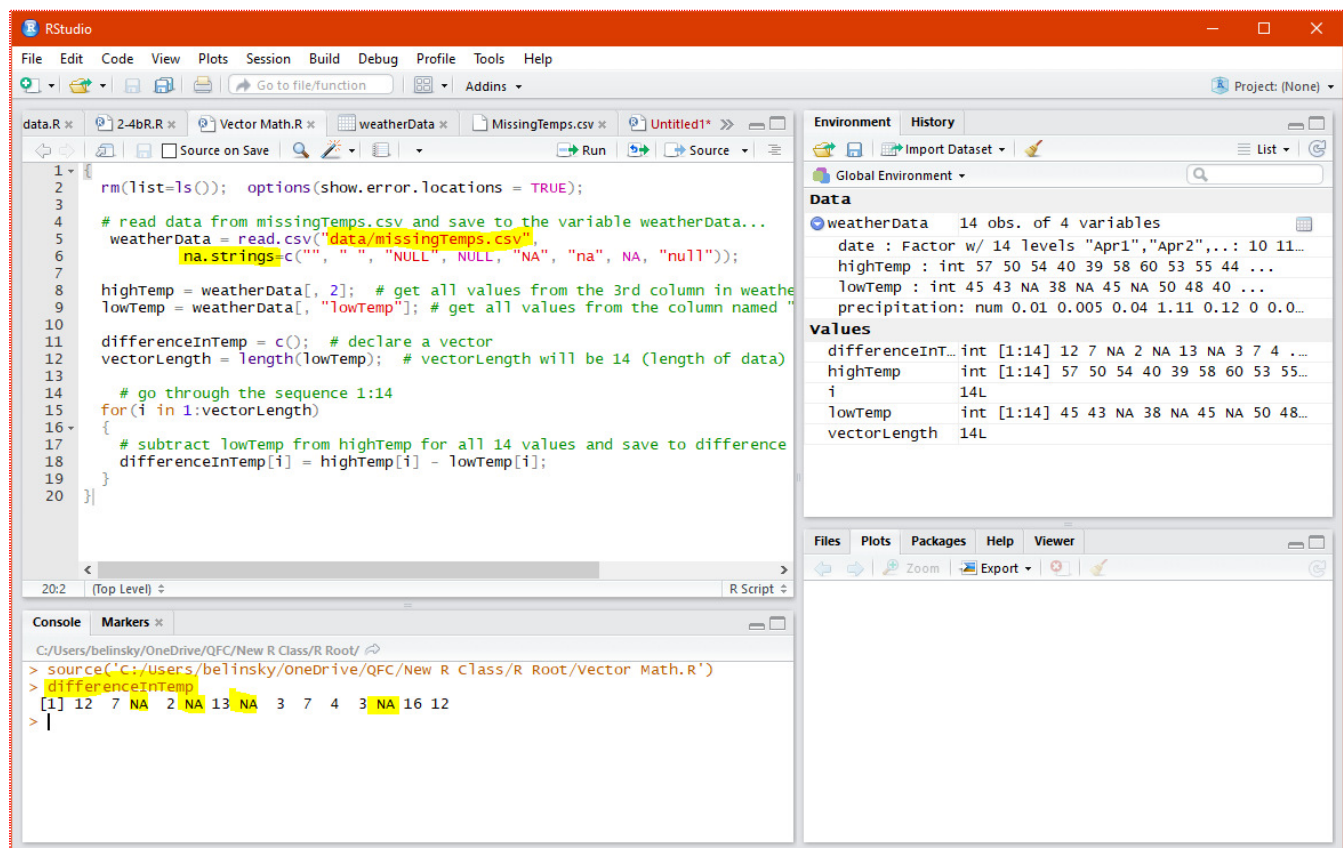 RStudio
File Edit Code View Plots Session Build Debug Profile Tools Help
Go to file/function Addins Project: (None)
data.R 2-4bR.R Vector Math.R weatherData MissingTemps.csv Untitled1*
Source on Save Run Source
1 {
2 rm(list=ls()); options(show.error.locations = TRUE);
3
4 # read data from missingTemps.csv and save to the variable weatherData...
5 weatherData = read.csv("data/missingTemps.csv",
6 na.strings=c("", " ", "NULL", NULL, "NA", "na", NA, "null"));
7
8 highTemp = weatherData[, 2]; # get all values from the 3rd column in weathe
9 lowTemp = weatherData[, "lowTemp"]; # get all values from the column named "
10
11 differenceInTemp = c(); # declare a vector
12 vectorLength = length(lowTemp); # vectorLength will be 14 (length of data)
13
14 # go through the sequence 1:14
15 for(i in 1:vectorLength)
16 {
17 # subtract lowTemp from highTemp for all 14 values and save to difference
18 differenceInTemp[i] = highTemp[i] - lowTemp[i];
19 }
20 }
20:2 (Top Level) R Script
Console Markers
C:/Users/belinsky/OneDrive/QFC/New R Class/R Root/
> source('C:/Users/belinsky/OneDrive/QFC/New R Class/R Root/Vector Math.R')
> differenceInTemp
[1] 12 7 NA 2 NA 13 NA 3 7 4 3 NA 16 12
>
Environment History
Import Dataset List
Global Environment
Data
weatherData 14 obs. of 4 variables
date : Factor w/ 14 levels "Apr1","Apr2",..: 10 11…
highTemp : int 57 50 54 40 39 58 60 53 55 44 ...
lowTemp : int 45 43 NA 38 NA 45 NA 50 48 40 ...
precipitation: num 0.01 0.005 0.04 1.11 0.12 0 0.0…
Values
differenceInT… int [1:14] 12 7 NA 2 NA 13 NA 3 7 4 .…
highTemp int [1:14] 57 50 54 40 39 58 60 53 55…
i 14L
lowTemp int [1:14] 45 43 NA 38 NA 45 NA 50 48…
vectorLength 14L
Files Plots Packages Help Viewer
Zoom Export